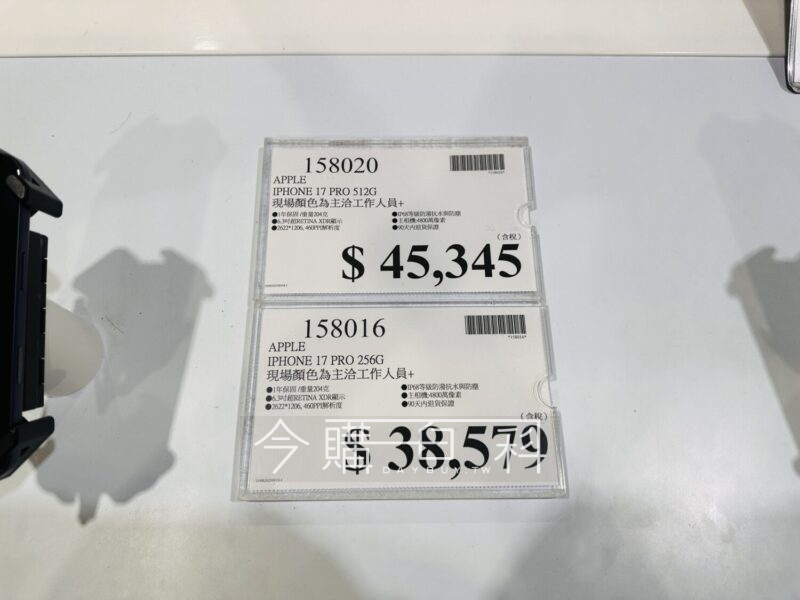 158020
APPLE
IPHONE 17 PRO 512G
現場顏色為主洽工作人員+
●1年保固/重量204克
●6.3吋超RETINA XDR顯示
●2622*1206, 460PPI解析度
●IP68等級防潑抗水與防塵
●主相機:4800萬像素
●90天內退貨保證
(含稅)
$ 45,345
158016
APPLE
IPHONE 17 PRO 256G
現場顏色為主洽工作人員+
●1年保固/重量204克
●6.3吋超RETINA XDR顯示
●2622*1206, 460PPI解析度
●IP68等級防潑抗水與防塵
●主相機:4800萬像素
●90天內退貨保證
(含稅)
$ 38,579
今購百科
DAYBUY.TW